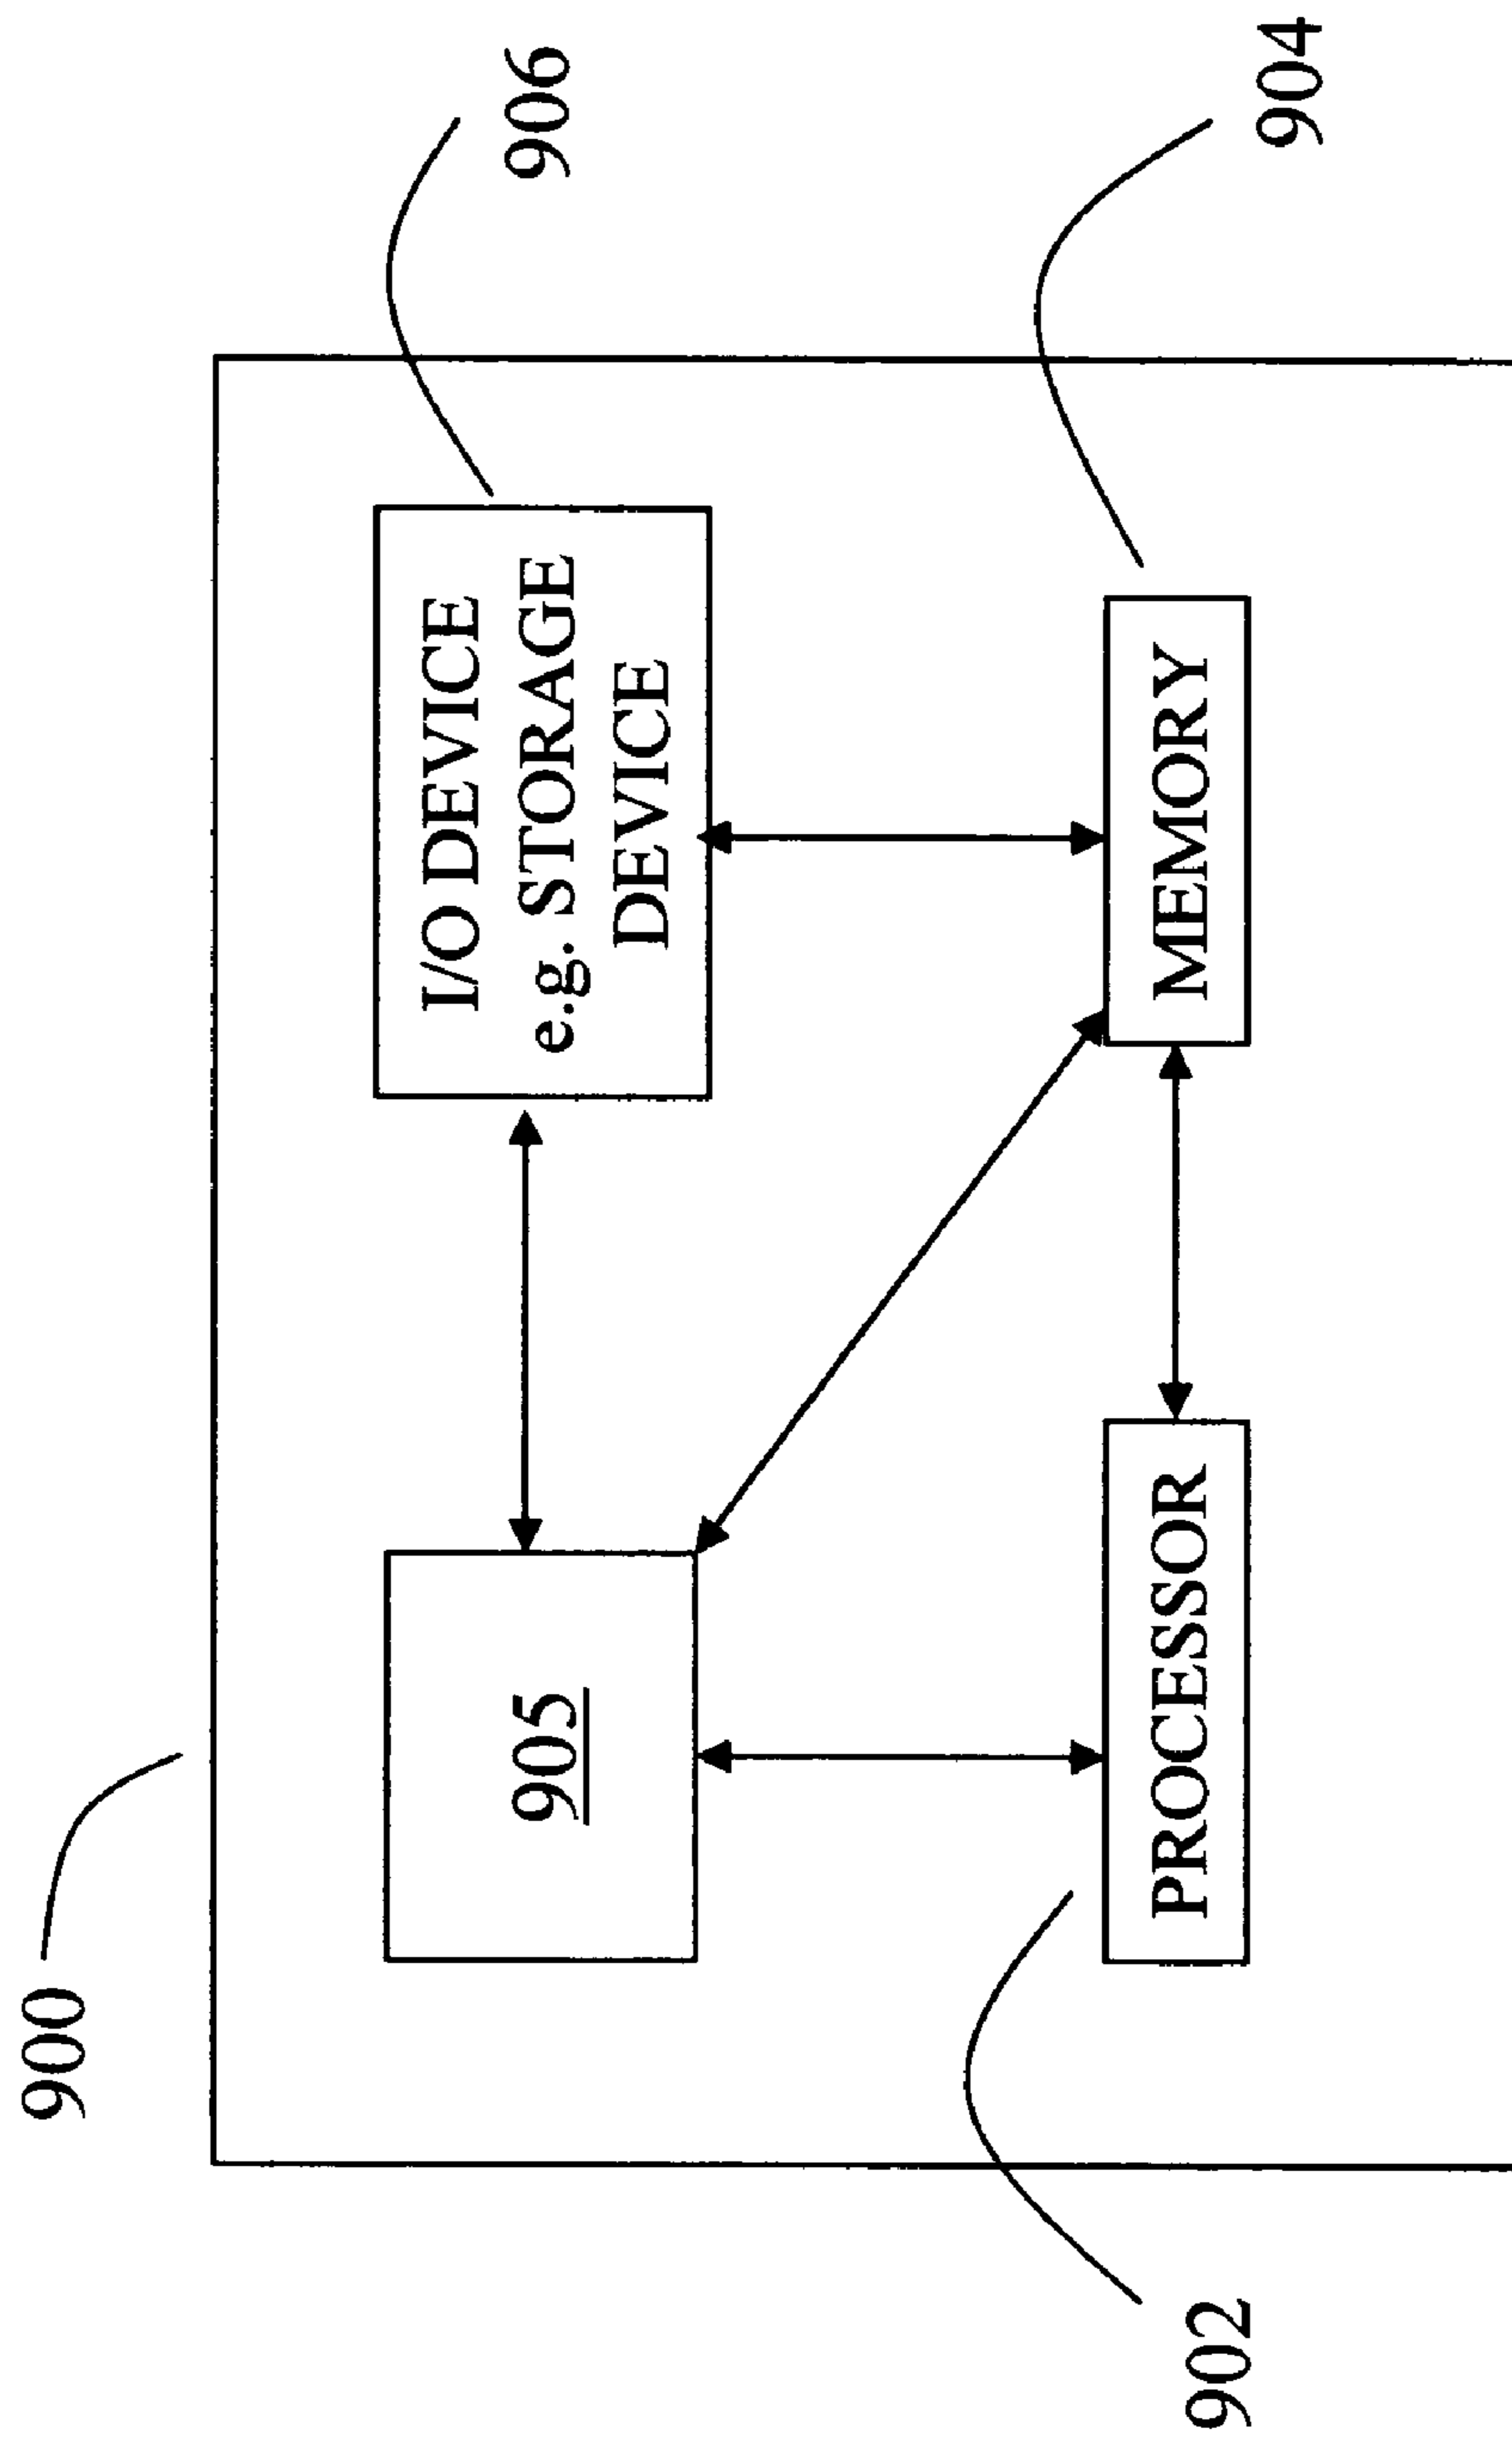 900
905
I/O DEVICE
e.g. STORAGE
DEVICE
906
PROCESSOR
MEMORY
902
904